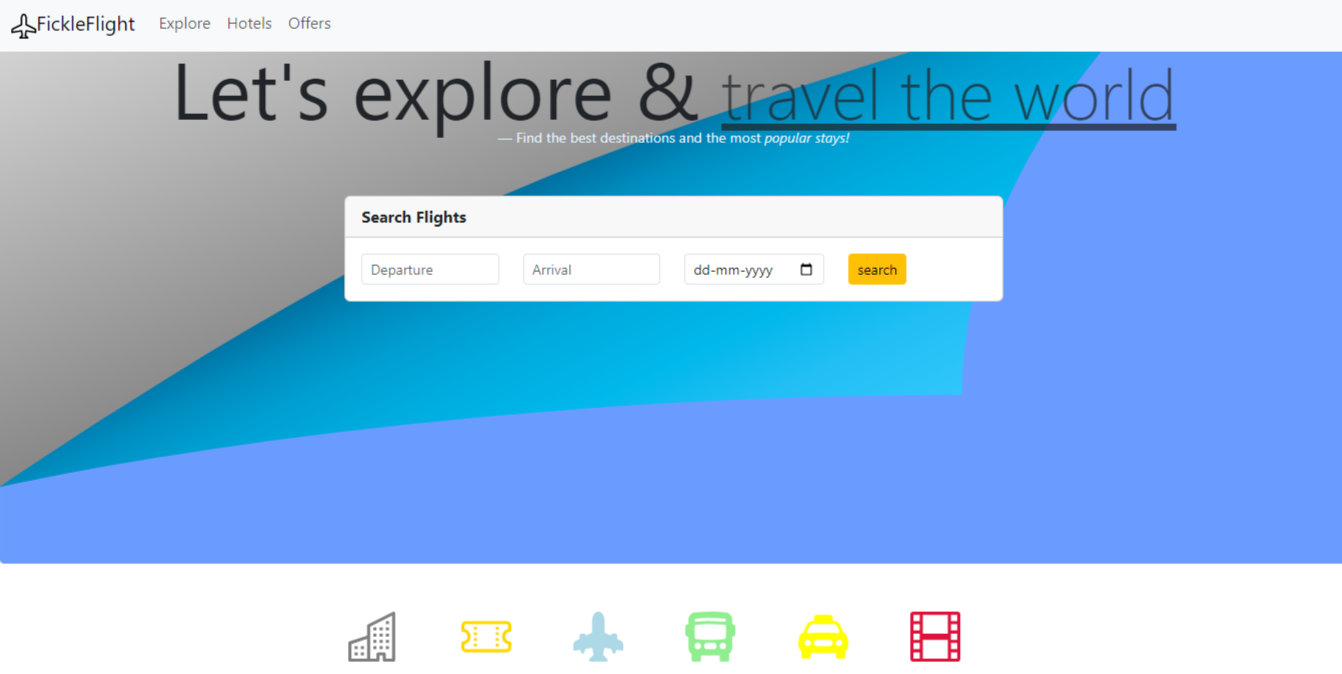 FickleFlight Explore Hotels Offers
Let's explore & travel the world
— Find the best destinations and the most popular stays!
Search Flights
Departure Arrival dd-mm-yyyy search